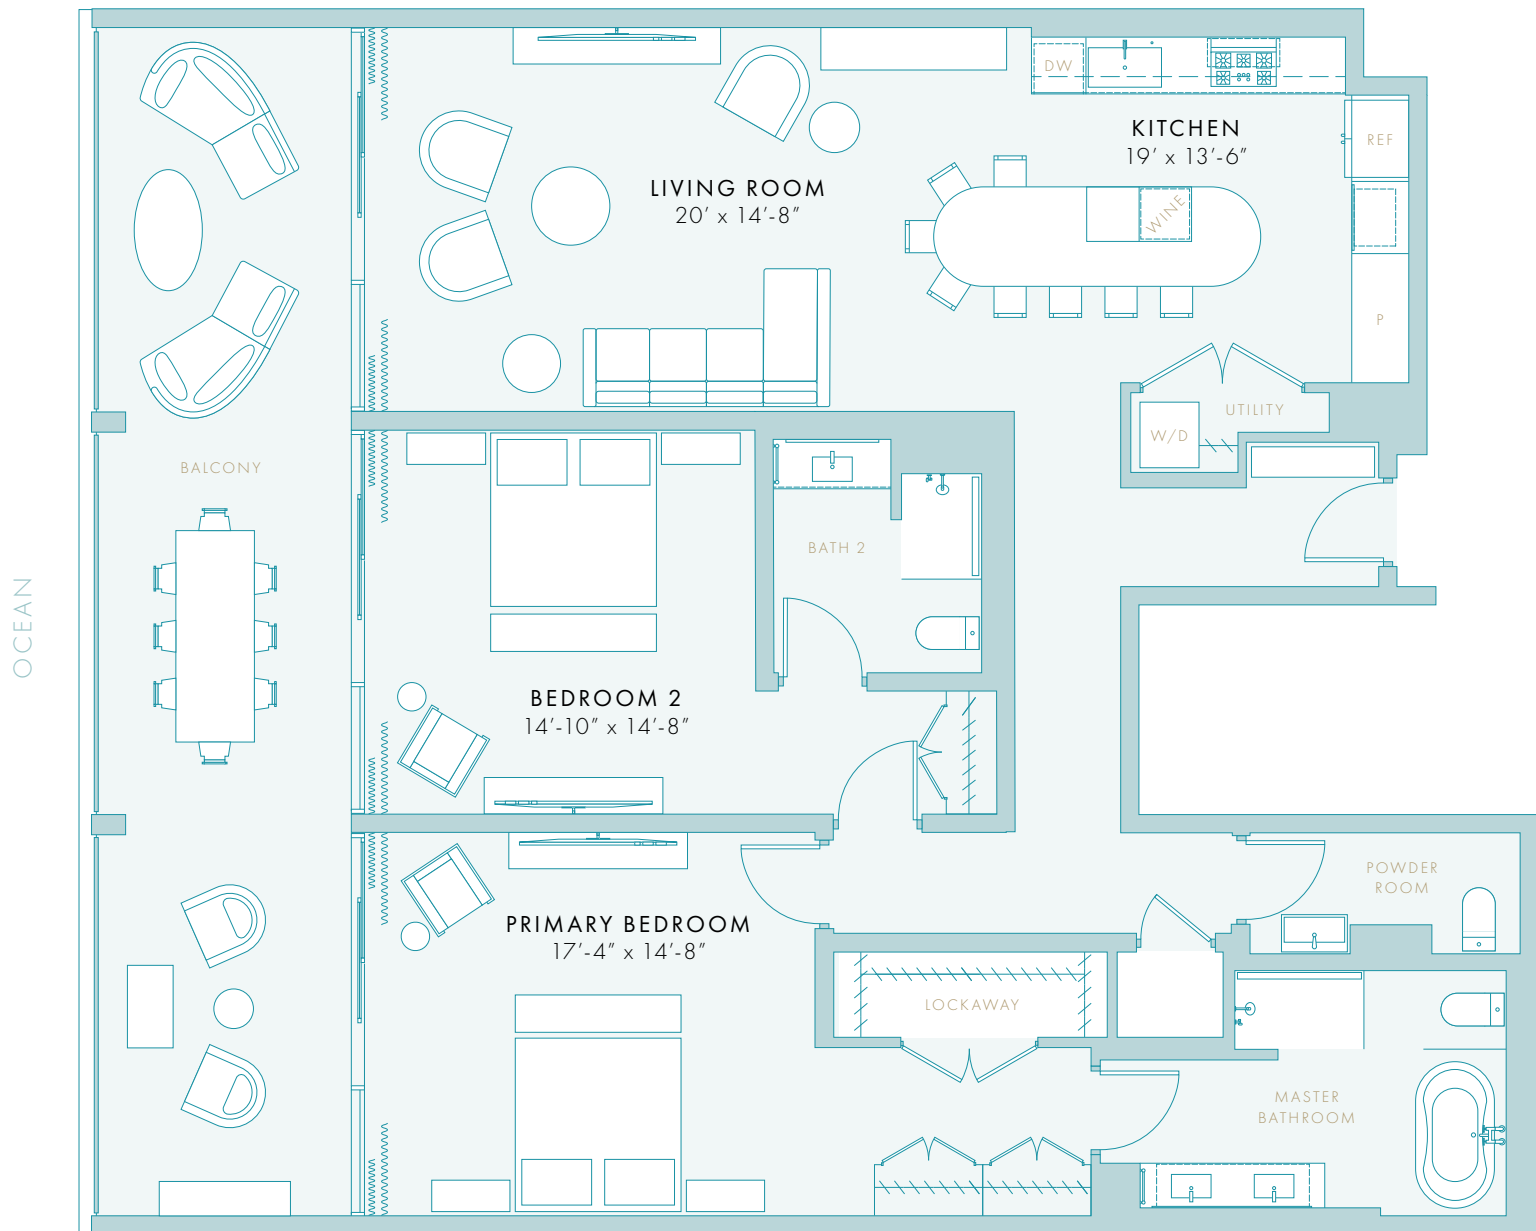 DW
KITCHEN
19’ x 13’-6”
REF
LIVING ROOM
20’ x 14’-8”
WINE
P
UTILITY
W/D
BALCONY
BATH 2
OCEAN
BEDROOM 2
14’-10” x 14’-8”
POWDER
ROOM
PRIMARY BEDROOM
17’-4” x 14’-8”
LOCKAWAY
MASTER
BATHROOM